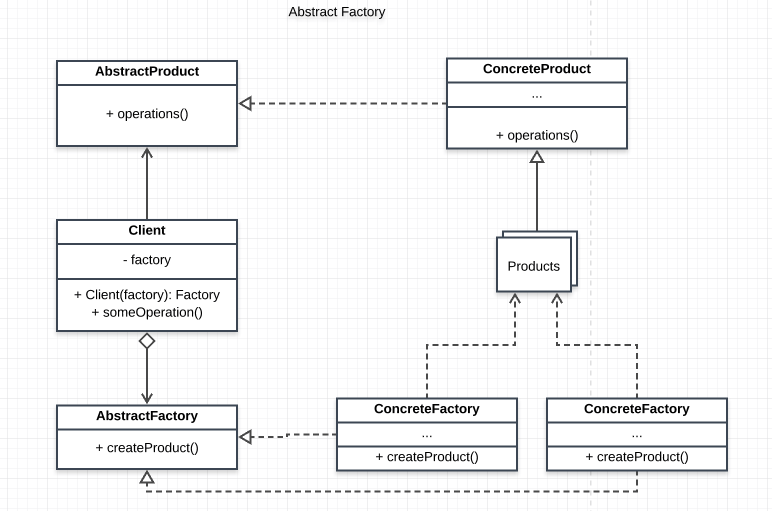 Abstract Factory
AbstractProduct
+ operations()
ConcreteProduct
...
+ operations()
Client
- factory
+ Client(factory): Factory
+ someOperation()
Products
AbstractFactory
+ createProduct()
ConcreteFactory
...
+ createProduct()
ConcreteFactory
...
+ createProduct()